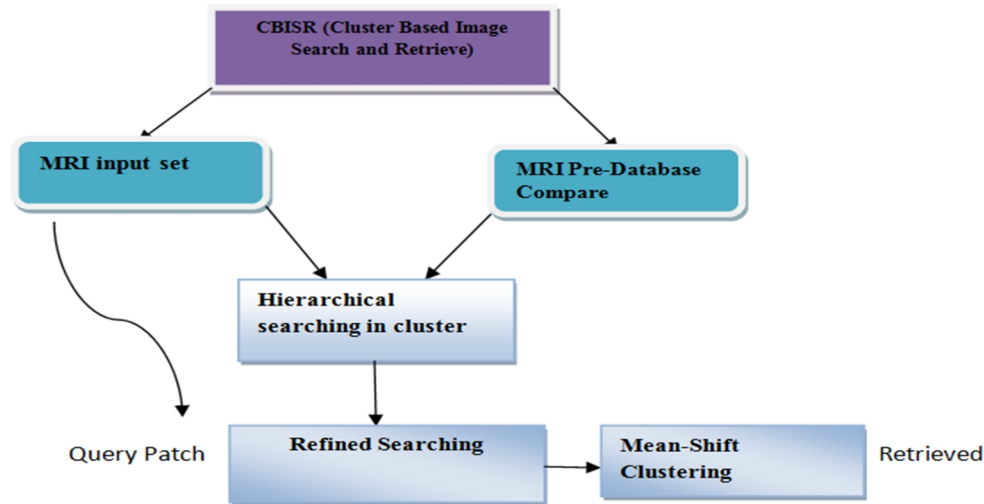 CBISR (Cluster Based Image
Search and Retrieve)
MRI input set
MRI Pre-Database
Compare
Hierarchical
searching in cluster
Query Patch
Refined Searching
Mean-Shift
Clustering
Retrieved